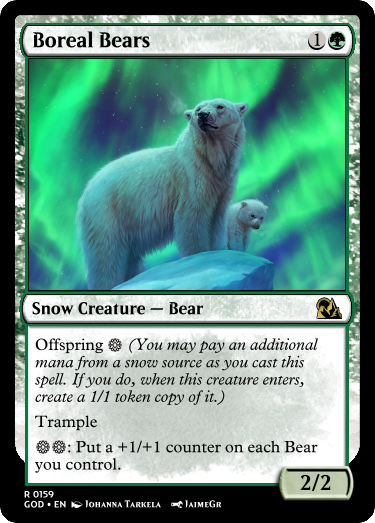 Boreal Bears 1
Snow Creature — Bear
Offspring (You may pay an additional
mana from a snow source as you cast this
spell. If you do, when this creature enters,
create a 1/1 token copy of it.)
Trample
: Put a +1/+1 counter on each Bear
you control.
2/2
R 0159
GOD • EN Johanna Tarkela JaimeGr